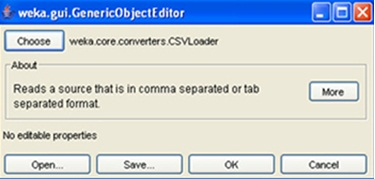 weka.gui.GenericObjectEditor
Choose weka.core.converters.CSVLoader
About
Reads a source that is in comma separated or tab
separated format.
More
No editable properties
Open... Save... OK Cancel